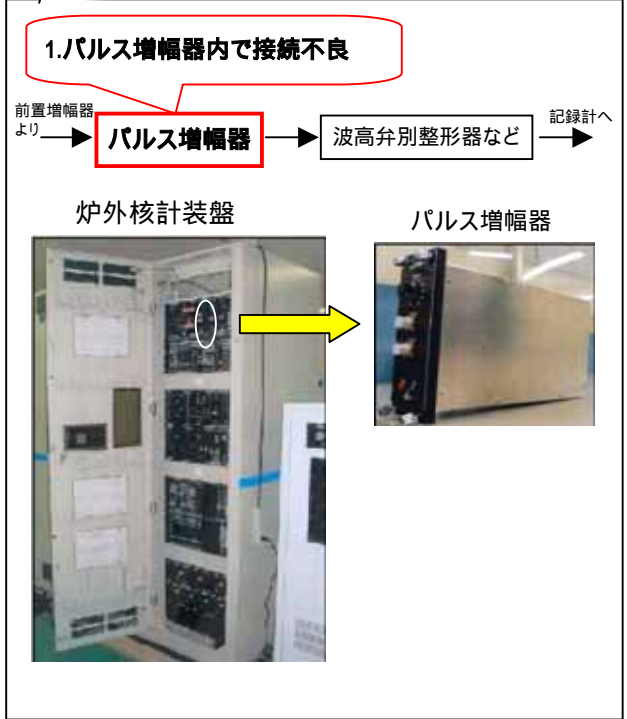 1.パルス増幅器内で接続不良
前置増幅器
より
パルス増幅器
波高弁別整形器など
記録計へ
炉外核計装盤
パルス増幅器